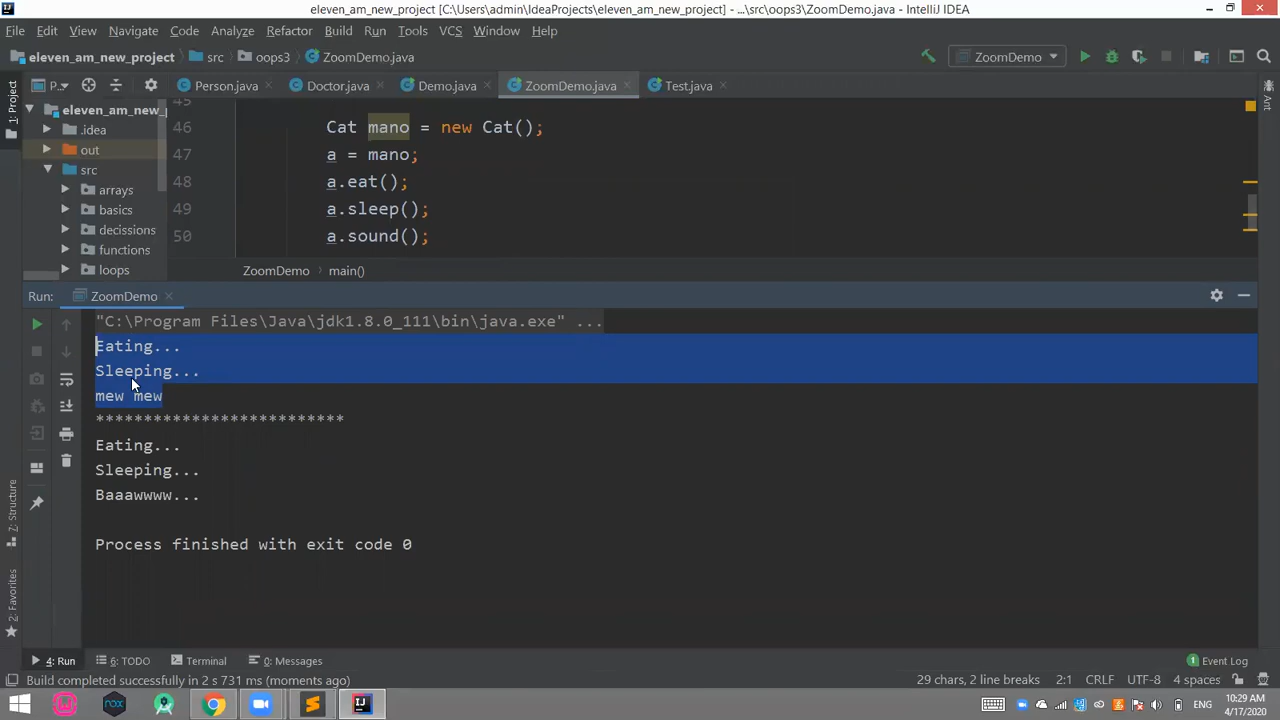 eleven_am_new_project [C:\Users\admin\IdeaProjects\eleven_am_new_project] - ...\src\oops3\ZoomDemo.java - IntelliJ IDEA
File Edit View Navigate Code Analyze Refactor Build Run Tools VCS Window Help
eleven_am_new_project src oops3 ZoomDemo.java ZoomDemo
1: Project
P... Person.java Doctor.java Demo.java ZoomDemo.java Test.java
Ant
eleven_am_new_
.idea
out
src
arrays
basics
decissions
functions
loops
45
46 Cat mano = new Cat();
47 a = mano;
48 a.eat();
49 a.sleep();
50 a.sound();
ZoomDemo main()
Run: ZoomDemo
"C:\Program Files\Java\jdk1.8.0_111\bin\java.exe" ...
Eating...
Sleeping...
mew mew
**************************
Eating...
Sleeping...
Baaawwww...
Process finished with exit code 0
Z: Structure
2: Favorites
4: Run 6: TODO Terminal 0: Messages Event Log
Build completed successfully in 2 s 731 ms (moments ago) 29 chars, 2 line breaks 2:1 CRLF UTF-8 4 spaces
nox ENG 10:29 AM
4/17/2020